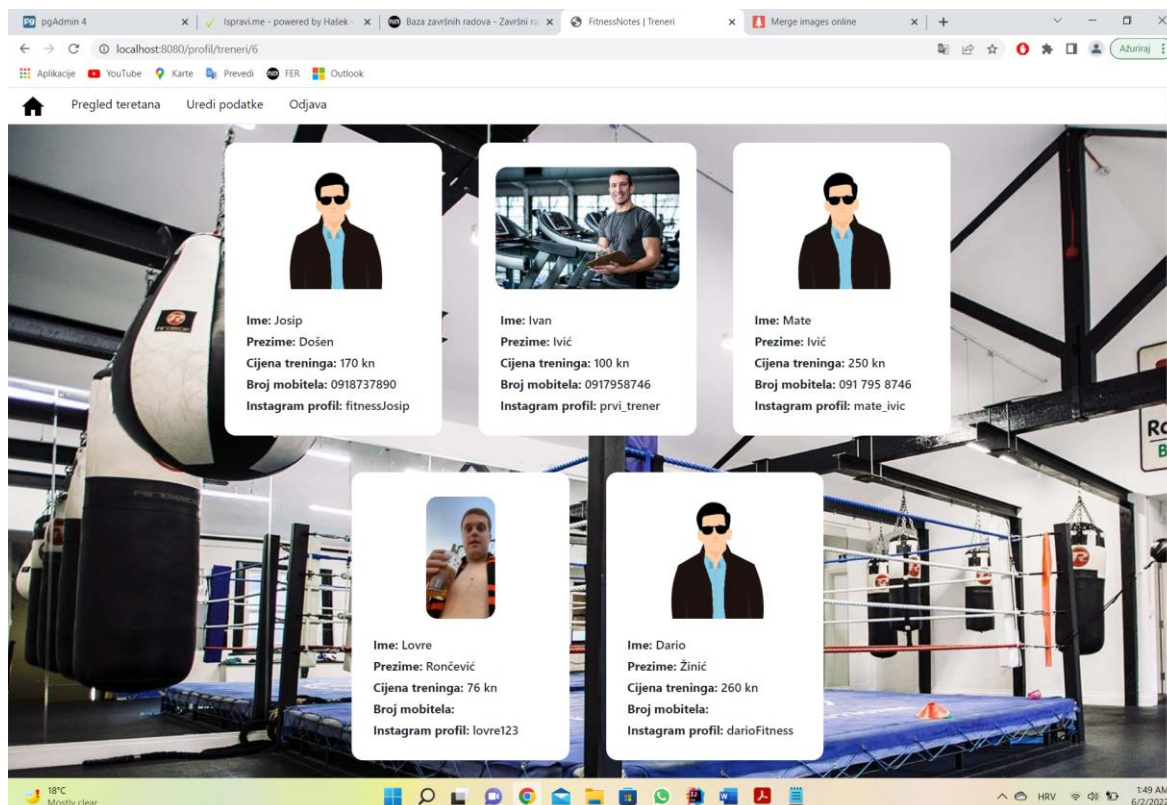 pgAdmin 4
Ispravi.me - powered by Hašek -
Baza završnih radova - Završni ra
FitnessNotes | Treneri
Merge images online
localhost:8080/profil/treneri/6
Ažuriraj
Aplikacije YouTube Karte Prevedi FER Outlook
Pregled teretana Uredi podatke Odjava
Ime: Josip
Prezime: Došen
Cijena treninga: 170 kn
Broj mobitela: 0918737890
Instagram profil: fitnessJosip
Ime: Ivan
Prezime: Ivić
Cijena treninga: 100 kn
Broj mobitela: 0917958746
Instagram profil: prvi_trener
Ime: Mate
Prezime: Ivić
Cijena treninga: 250 kn
Broj mobitela: 091 795 8746
Instagram profil: mate_ivic
Ime: Lovre
Prezime: Rončević
Cijena treninga: 76 kn
Broj mobitela:
Instagram profil: lovre123
Ime: Dario
Prezime: Žinić
Cijena treninga: 260 kn
Broj mobitela:
Instagram profil: darioFitness
18°C
Mostly clear
HRV
1:49 AM